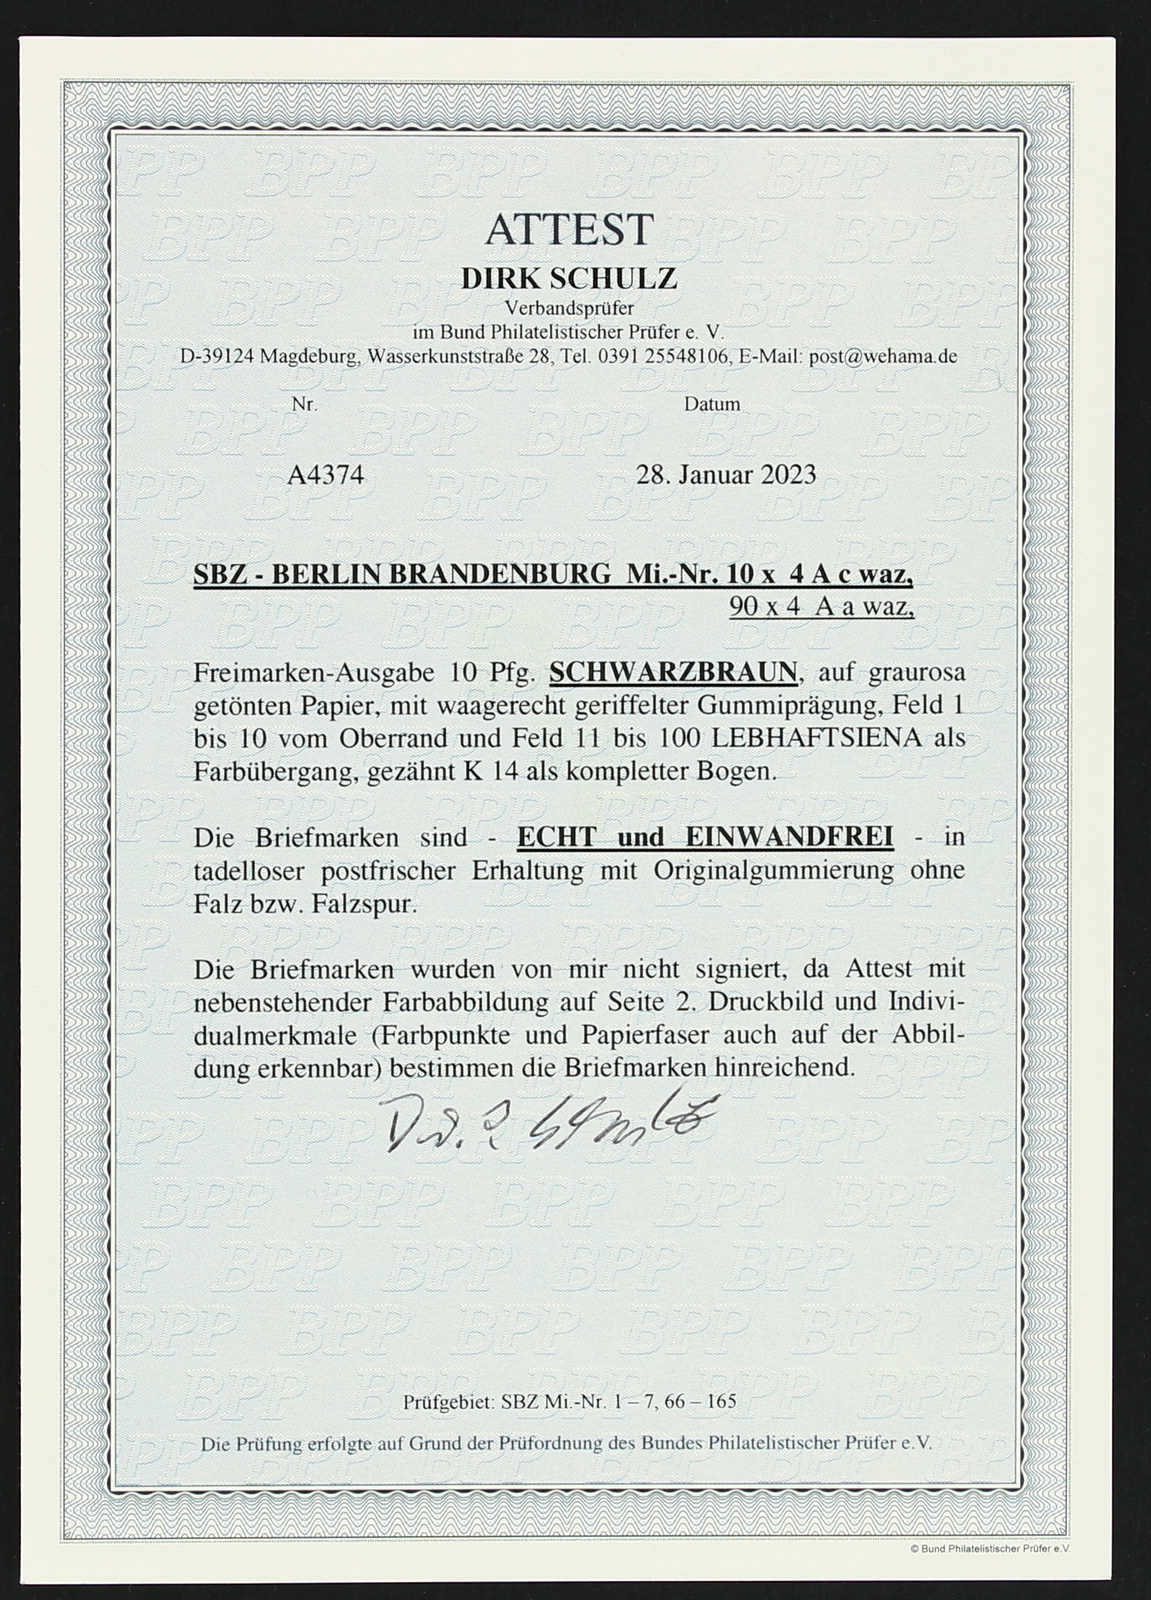 ATTEST
DIRK SCHULZ
Verbandsprüfer
im Bund Philatelistischer Prüfer e. V.
D-39124 Magdeburg, Wasserkunststraße 28, Tel. 0391 25548106, E-Mail: post@wehama.de
Nr. Datum
A4374 28. Januar 2023
SBZ - BERLIN BRANDENBURG Mi.-Nr. 10 x 4 A c waz,
90 x 4 A a waz,
Freimarken-Ausgabe 10 Pfg. SCHWARZBRAUN, auf graurosa
getönten Papier, mit waagerecht geriffelter Gummiprägung, Feld 1
bis 10 vom Oberrand und Feld 11 bis 100 LEBHAFTSIENA als
Farbübergang, gezähnt K 14 als kompletter Bogen.
Die Briefmarken sind - ECHT und EINWANDFREI - in
tadelloser postfrischer Erhaltung mit Originalgummierung ohne
Falz bzw. Falzspur.
Die Briefmarken wurden von mir nicht signiert, da Attest mit
nebenstehender Farbabbildung auf Seite 2. Druckbild und Indivi-
dualmerkmale (Farbpunkte und Papierfaser auch auf der Abbil-
dung erkennbar) bestimmen die Briefmarken hinreichend.
Prüfgebiet: SBZ Mi.-Nr. 1 – 7, 66 – 165
Die Prüfung erfolgte auf Grund der Prüfordnung des Bundes Philatelistischer Prüfer e.V.
© Bund Philatelistischer Prüfer e.V.